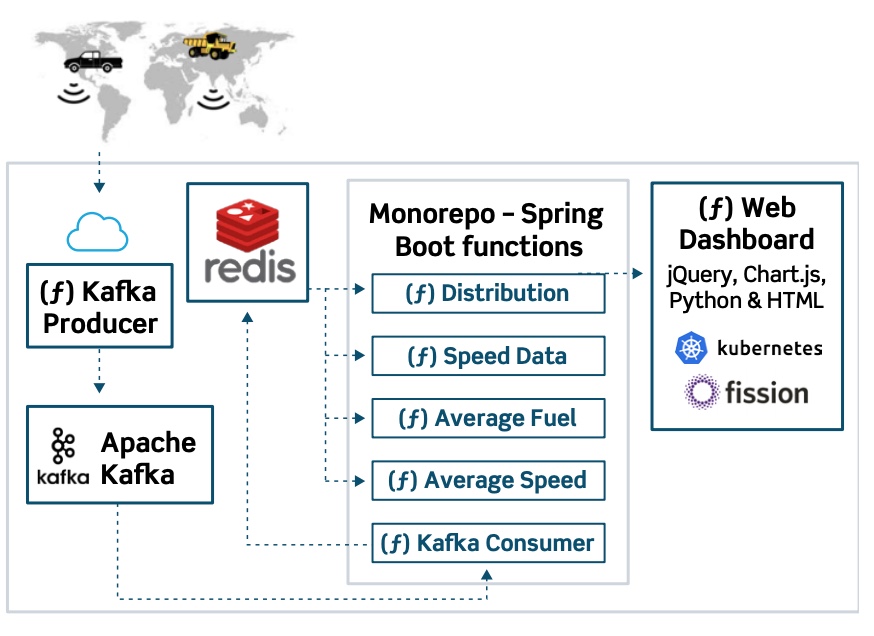 (ƒ) Kafka
Producer
kafka
Apache
Kafka
redis
Monorepo – Spring
Boot functions
(ƒ) Distribution
(ƒ) Speed Data
(ƒ) Average Fuel
(ƒ) Average Speed
(ƒ) Kafka Consumer
(ƒ) Web
Dashboard
jQuery, Chart.js,
Python & HTML
kubernetes
fission